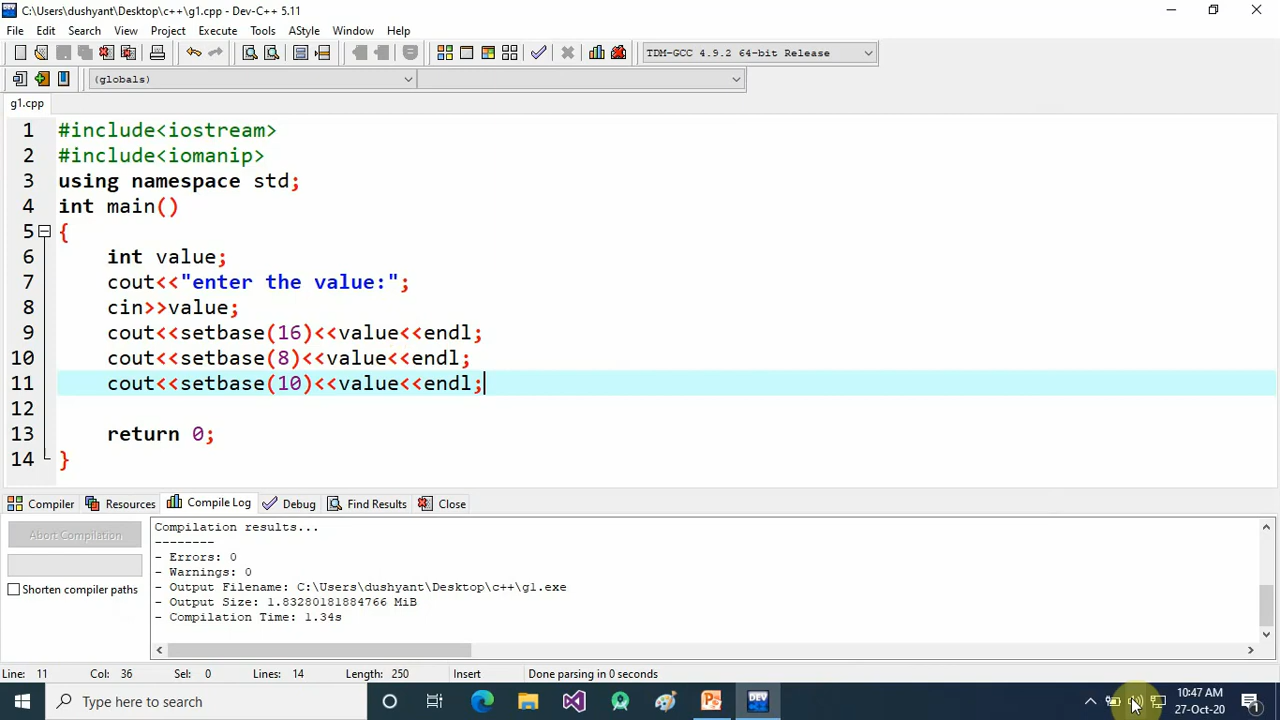 C:\Users\dushyant\Desktop\c++\g1.cpp - Dev-C++ 5.11
File Edit Search View Project Execute Tools AStyle Window Help
TDM-GCC 4.9.2 64-bit Release
(globals)
g1.cpp
1 #include<iostream>
2 #include<iomanip>
3 using namespace std;
4 int main()
5 {
6 int value;
7 cout<<"enter the value:";
8 cin>>value;
9 cout<<setbase(16)<<value<<endl;
10 cout<<setbase(8)<<value<<endl;
11 cout<<setbase(10)<<value<<endl;
12
13 return 0;
14 }
Compiler Resources Compile Log Debug Find Results Close
Abort Compilation
Shorten compiler paths
Compilation results...
--------
- Errors: 0
- Warnings: 0
- Output Filename: C:\Users\dushyant\Desktop\c++\g1.exe
- Output Size: 1.83280181884766 MiB
- Compilation Time: 1.34s
Line: 11 Col: 36 Sel: 0 Lines: 14 Length: 250 Insert Done parsing in 0 seconds
Type here to search
DEV
10:47 AM
27-Oct-20
1